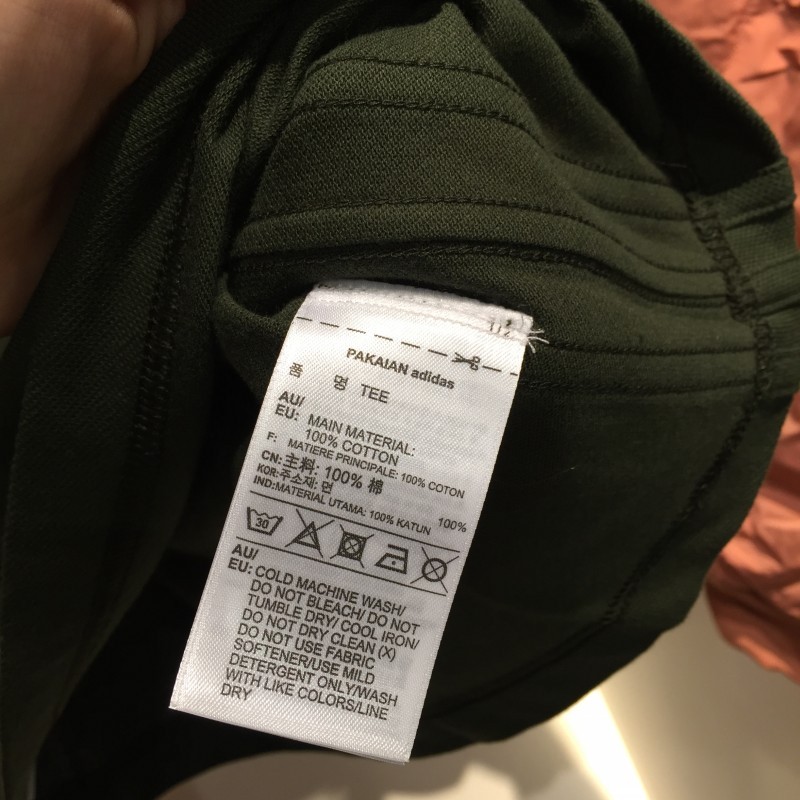 1/2
PAKAIAN adidas
품 명 TEE
AU/
EU: MAIN MATERIAL:
100% COTTON
F: MATIERE PRINCIPALE: 100% COTON
CN: 主料: 100% 棉
KOR: 주소재: 면 100%
IND: MATERIAL UTAMA: 100% KATUN
30
AU/
EU: COLD MACHINE WASH/
DO NOT BLEACH/ DO NOT
TUMBLE DRY/ COOL IRON/
DO NOT DRY CLEAN (X)
DO NOT USE FABRIC
SOFTENER/USE MILD
DETERGENT ONLY/WASH
WITH LIKE COLORS/LINE
DRY